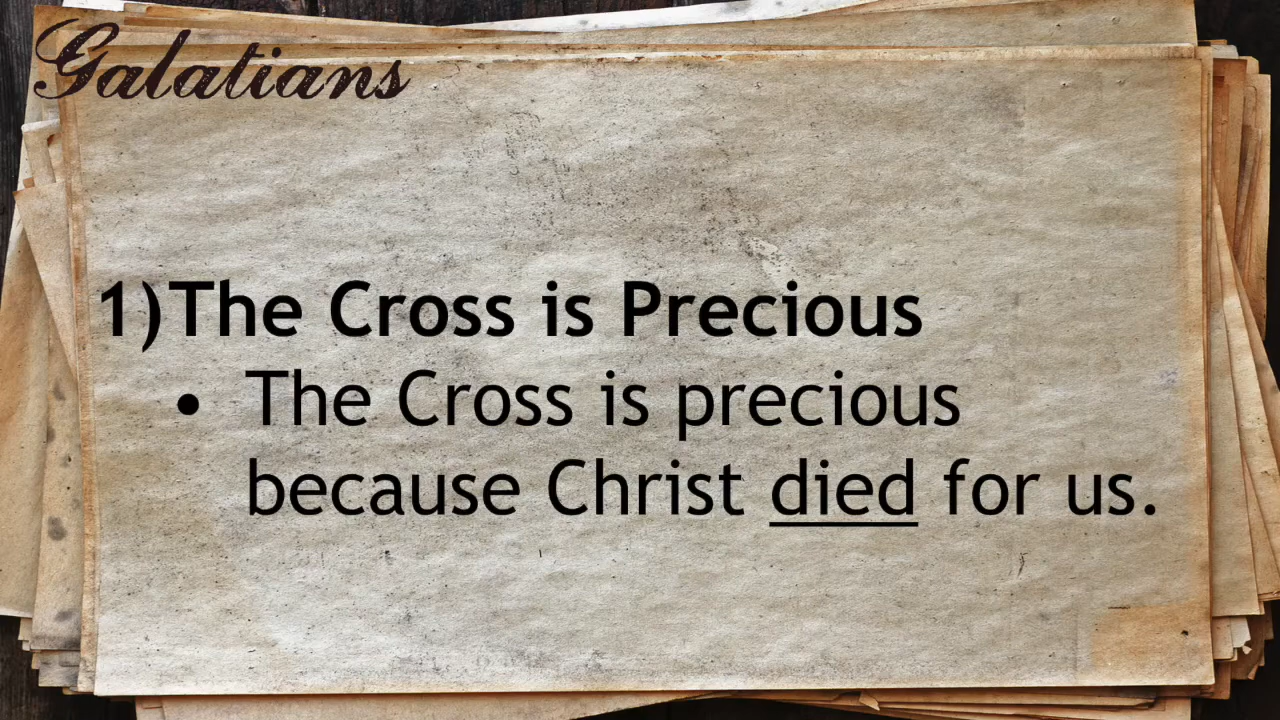 Galatians
1)The Cross is Precious
• The Cross is precious
because Christ died for us.